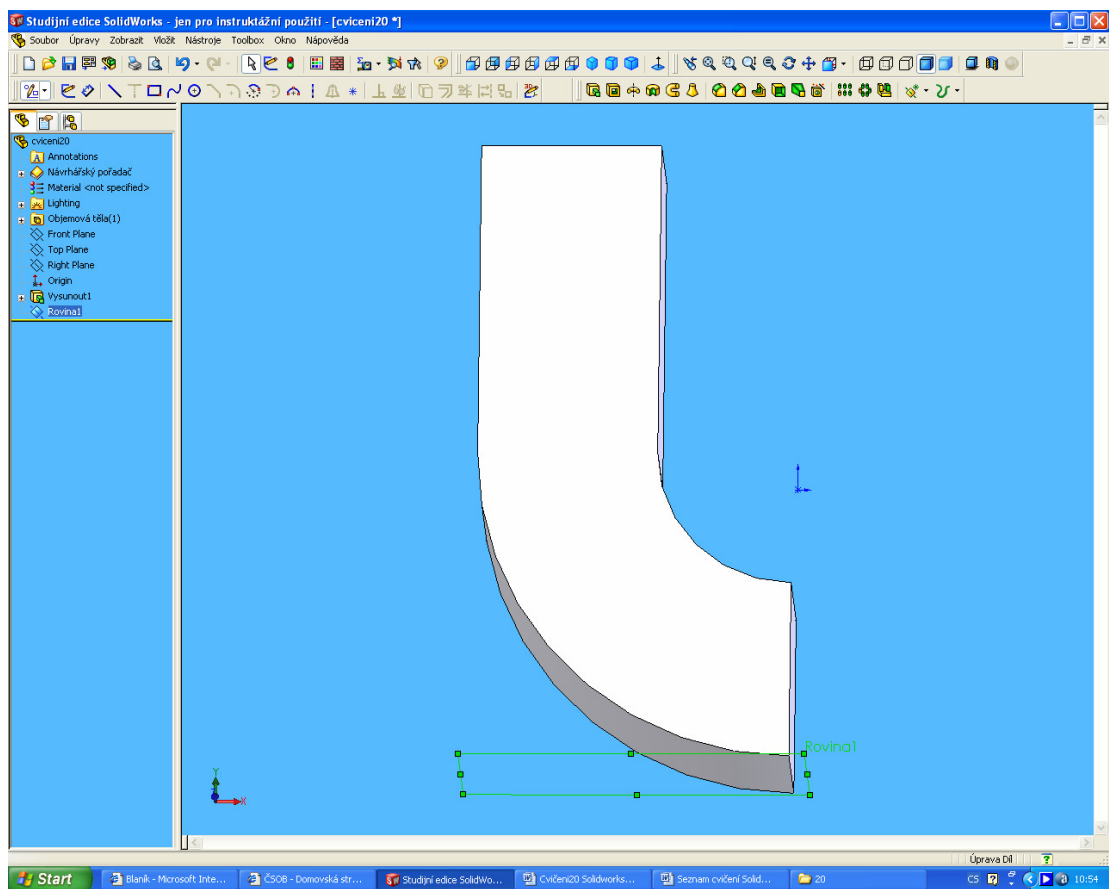 Studijní edice SolidWorks - jen pro instruktážní použití - [cviceni20 *]
Soubor Úpravy Zobrazit Vložit Nástroje Toolbox Okno Nápověda
cviceni20
Annotations
Návrhářský pořadač
Material <not specified>
Lighting
Objemová těla(1)
Front Plane
Top Plane
Right Plane
Origin
Vysunout1
Rovina1
Rovina1
Y
X
Úprava Díl
Start
Blaník - Microsoft Inte...
ČSOB - Domovská str...
Studijní edice SolidWo...
Cvičení20 Solidworks...
Seznam cvičení Solid...
20
CS
10:54